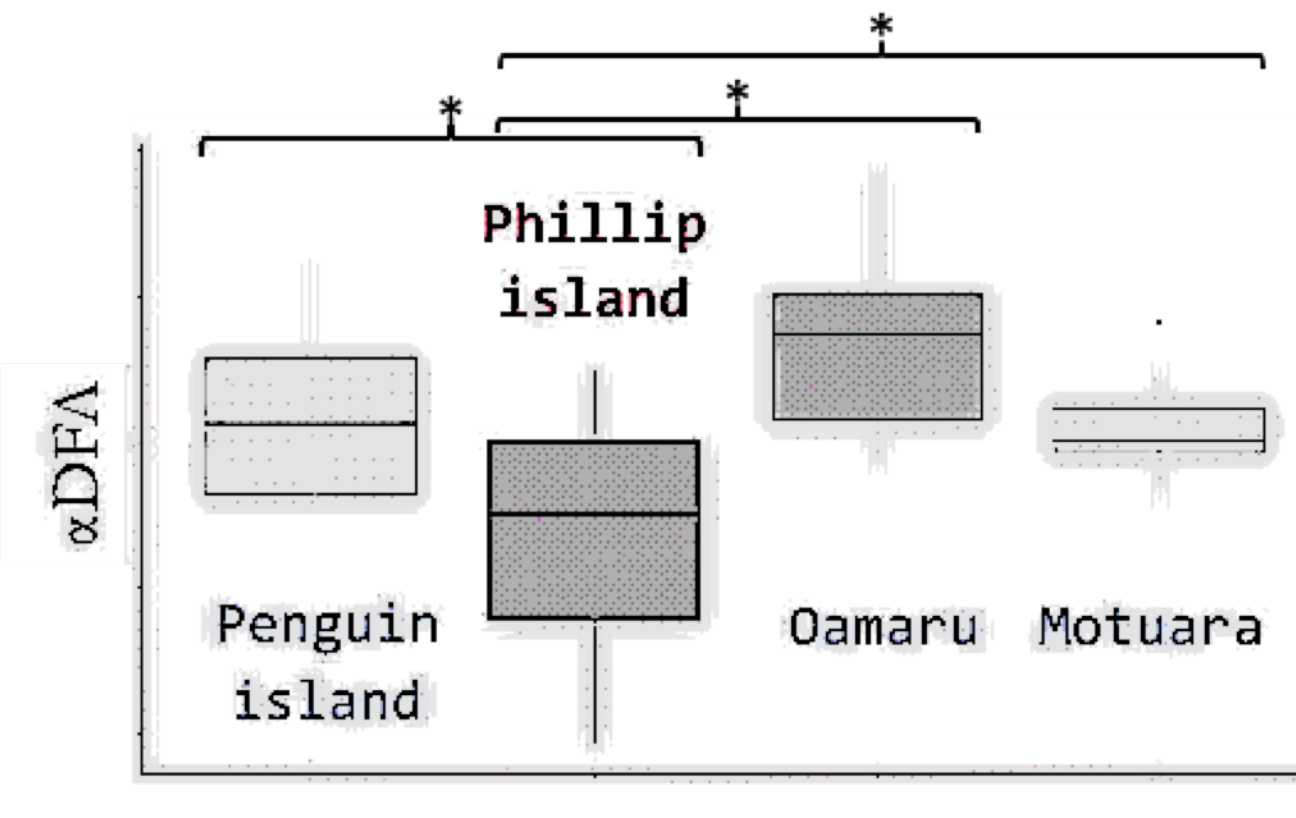 *
*
*
Phillip
island
αDFA
Penguin
island
Oamaru
Motuara